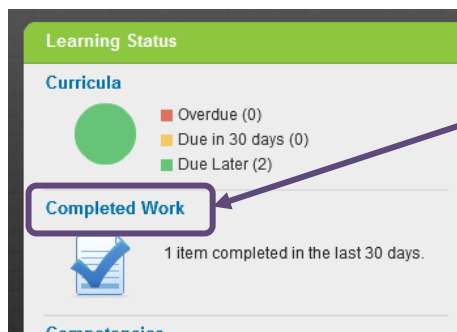 Learning Status
Curricula
Overdue (0)
Due in 30 days (0)
Due Later (2)
Completed Work
1 item completed in the last 30 days.
Competencies